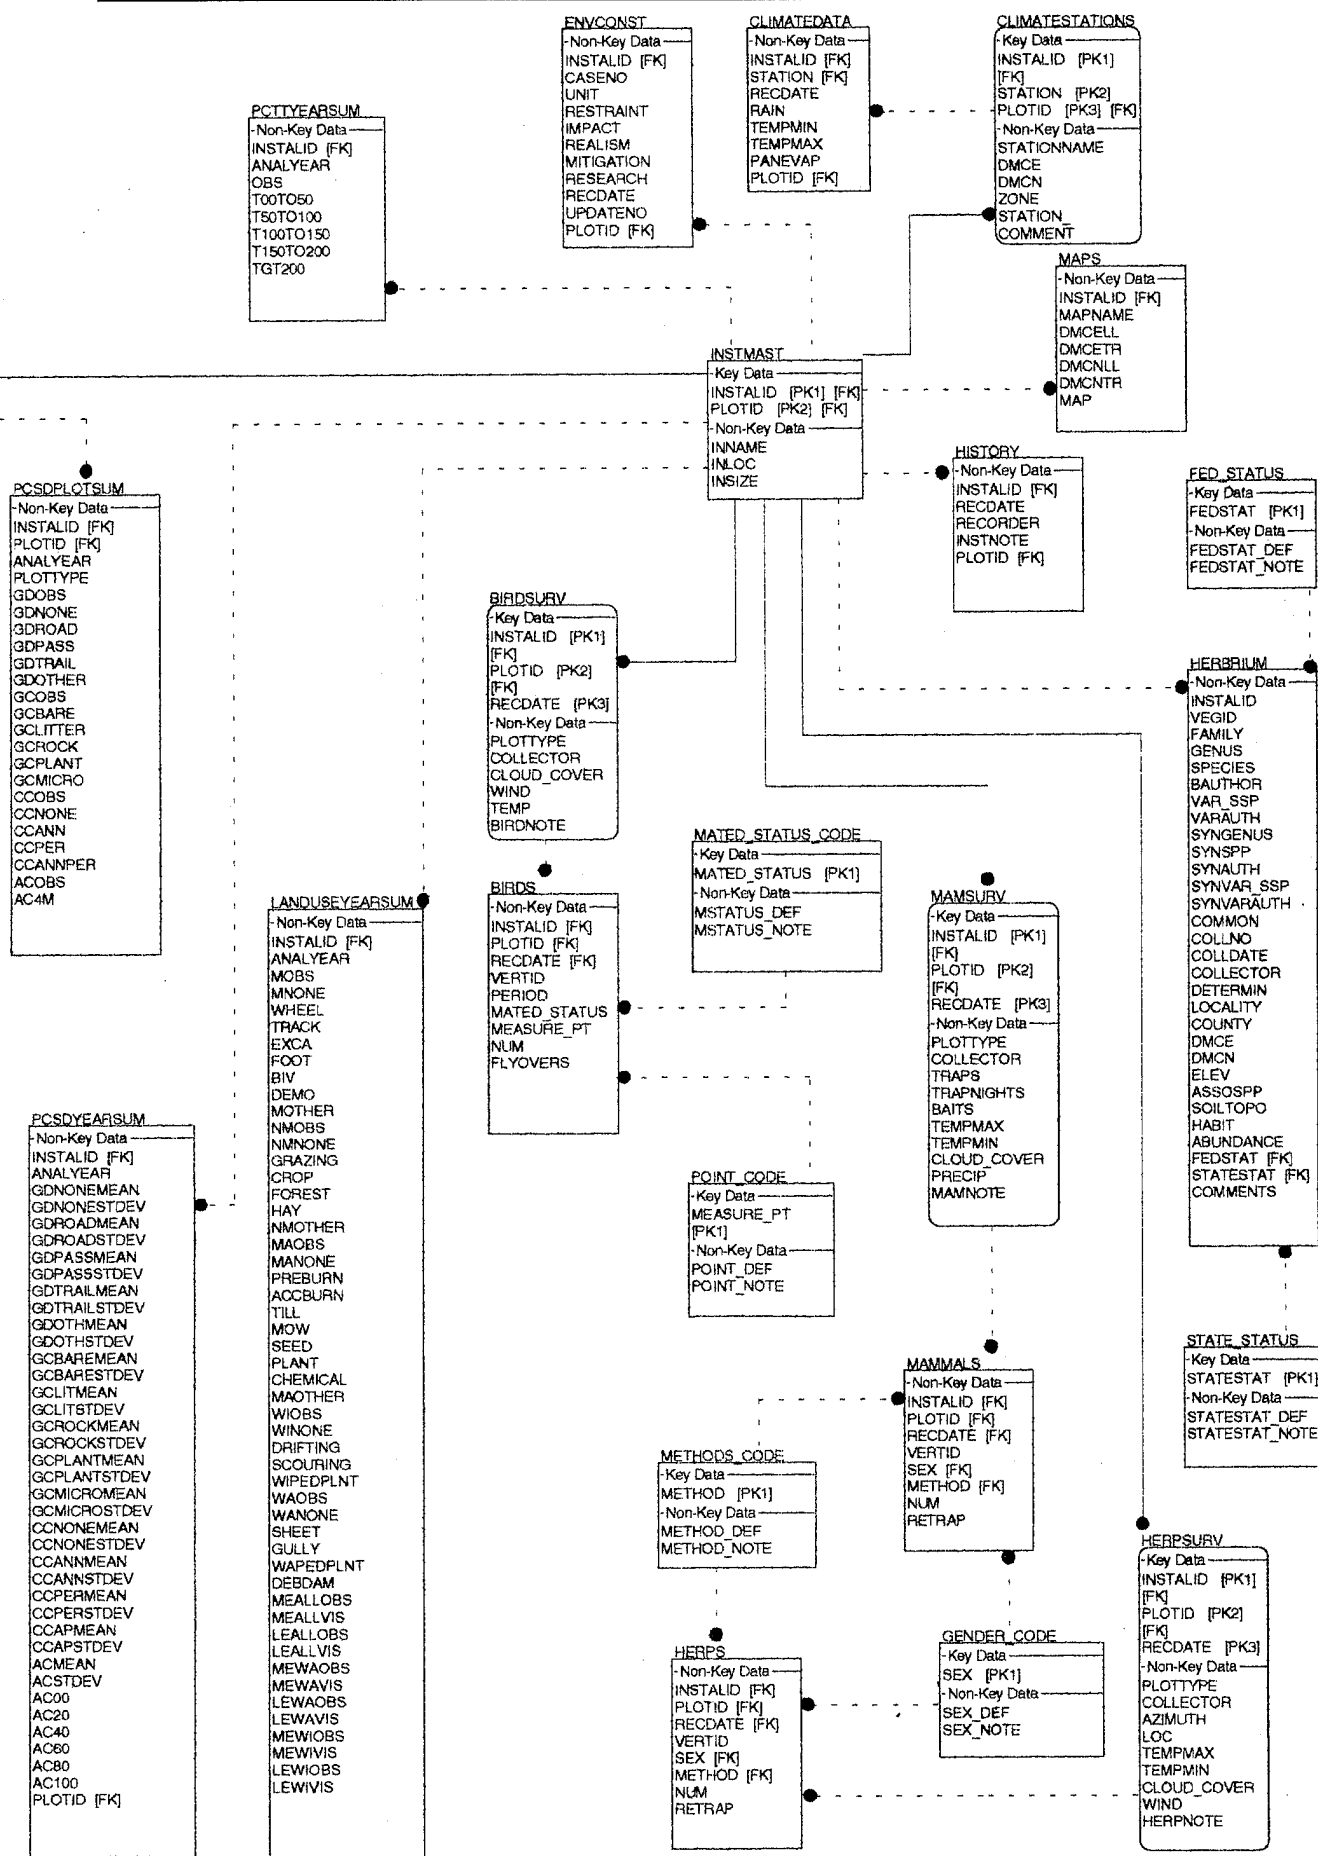 ENVCONST
-Non-Key Data
INSTALID [FK]
CASENO
UNIT
RESTRAINT
IMPACT
REALISM
MITIGATION
RESEARCH
RECDATE
UPDATENO
PLOTID [FK]
CLIMATEDATA
-Non-Key Data
INSTALID [FK]
STATION [FK]
RECDATE
RAIN
TEMPMIN
TEMPMAX
PANEVAP
PLOTID [FK]
CLIMATESTATIONS
-Key Data
INSTALID [PK1]
[FK]
STATION [PK2]
PLOTID [PK3] [FK]
-Non-Key Data
STATIONNAME
DMCE
DMCN
ZONE
STATION_
COMMENT
PCTTYEARSUM
-Non-Key Data
INSTALID [FK]
ANALYEAR
OBS
T00TO50
T50TO100
T100TO150
T150TO200
TGT200
MAPS
-Non-Key Data
INSTALID [FK]
MAPNAME
DMCELL
DMCETR
DMCNLL
DMCNTR
MAP
INSTMAST
-Key Data
INSTALID [PK1] [FK]
PLOTID [PK2] [FK]
-Non-Key Data
INNAME
INLOC
INSIZE
HISTORY
-Non-Key Data
INSTALID [FK]
RECDATE
RECORDER
INSTNOTE
PLOTID [FK]
FED_STATUS
-Key Data
FEDSTAT [PK1]
-Non-Key Data
FEDSTAT_DEF
FEDSTAT_NOTE
PCSDPLOTSUM
-Non-Key Data
INSTALID [FK]
PLOTID [FK]
ANALYEAR
PLOTTYPE
GDOBS
GDNONE
GDROAD
GDPASS
GDTRAIL
GDOTHER
GCOBS
GCBARE
GCLITTER
GCROCK
GCPLANT
GCMICRO
CCOBS
CCNONE
CCANN
CCPER
CCANNPER
ACOBS
AC4M
BIRDSURV
-Key Data
INSTALID [PK1]
[FK]
PLOTID [PK2]
[FK]
RECDATE [PK3]
-Non-Key Data
PLOTTYPE
COLLECTOR
CLOUD_COVER
WIND
TEMP
BIRDNOTE
HERBRIUM
-Non-Key Data
INSTALID
VEGID
FAMILY
GENUS
SPECIES
BAUTHOR
VAR_SSP
VARAUTH
SYNGENUS
SYNSPP
SYNAUTH
SYNVAR_SSP
SYNVARAUTH
COMMON
COLLNO
COLLDATE
COLLECTOR
DETERMIN
LOCALITY
COUNTY
DMCE
DMCN
ELEV
ASSOSPP
SOILTOPO
HABIT
ABUNDANCE
FEDSTAT [FK]
STATESTAT [FK]
COMMENTS
MATED_STATUS_CODE
-Key Data
MATED_STATUS [PK1]
-Non-Key Data
MSTATUS_DEF
MSTATUS_NOTE
BIRDS
-Non-Key Data
INSTALID [FK]
PLOTID [FK]
RECDATE [FK]
VERTID
PERIOD
MATED_STATUS
MEASURE_PT
NUM
FLYOVERS
MAMSURV
-Key Data
INSTALID [PK1]
[FK]
PLOTID [PK2]
[FK]
RECDATE [PK3]
-Non-Key Data
PLOTTYPE
COLLECTOR
TRAPS
TRAPNIGHTS
BAITS
TEMPMAX
TEMPMIN
CLOUD_COVER
PRECIP
MAMNOTE
LANDUSEYEARSUM
-Non-Key Data
INSTALID [FK]
ANALYEAR
MOBS
MNONE
WHEEL
TRACK
EXCA
FOOT
BIV
DEMO
MOTHER
NMOBS
NMNONE
GRAZING
CROP
FOREST
HAY
NMOTHER
MAOBS
MANONE
PREBURN
ACCBURN
TILL
MOW
SEED
PLANT
CHEMICAL
MAOTHER
WIOBS
WINONE
DRIFTING
SCOURING
WIPEDPLNT
WAOBS
WANONE
SHEET
GULLY
WAPEDPLNT
DEBDAM
MEALLOBS
MEALLVIS
LEALLOBS
LEALLVIS
MEWAOBS
MEWAVIS
LEWAOBS
LEWAVIS
MEWIOBS
MEWIVIS
LEWIOBS
LEWIVIS
PCSDYEARSUM
-Non-Key Data
INSTALID [FK]
ANALYEAR
GDNONEMEAN
GDNONESTDEV
GDROADMEAN
GDROADSTDEV
GDPASSMEAN
GDPASSSTDEV
GDTRAILMEAN
GDTRAILSTDEV
GDOTHMEAN
GDOTHSTDEV
GCBAREMEAN
GCBARESTDEV
GCLITMEAN
GCLITSTDEV
GCROCKMEAN
GCROCKSTDEV
GCPLANTMEAN
GCPLANTSTDEV
GCMICROMEAN
GCMICROSTDEV
CCNONEMEAN
CCNONESTDEV
CCANNMEAN
CCANNSTDEV
CCPERMEAN
CCPERSTDEV
CCAPMEAN
CCAPSTDEV
ACMEAN
ACSTDEV
AC00
AC20
AC40
AC60
AC80
AC100
PLOTID [FK]
POINT_CODE
-Key Data
MEASURE_PT
[PK1]
-Non-Key Data
POINT_DEF
POINT_NOTE
STATE_STATUS
-Key Data
STATESTAT [PK1]
-Non-Key Data
STATESTAT_DEF
STATESTAT_NOTE
MAMMALS
-Non-Key Data
INSTALID [FK]
PLOTID [FK]
RECDATE [FK]
VERTID
SEX [FK]
METHOD [FK]
NUM
RETRAP
METHODS_CODE
-Key Data
METHOD [PK1]
-Non-Key Data
METHOD_DEF
METHOD_NOTE
HERPSURV
-Key Data
INSTALID [PK1]
[FK]
PLOTID [PK2]
[FK]
RECDATE [PK3]
-Non-Key Data
PLOTTYPE
COLLECTOR
AZIMUTH
LOC
TEMPMAX
TEMPMIN
CLOUD_COVER
WIND
HERPNOTE
GENDER_CODE
-Key Data
SEX [PK1]
-Non-Key Data
SEX_DEF
SEX_NOTE
HERPS
-Non-Key Data
INSTALID [FK]
PLOTID [FK]
RECDATE [FK]
VERTID
SEX [FK]
METHOD [FK]
NUM
RETRAP